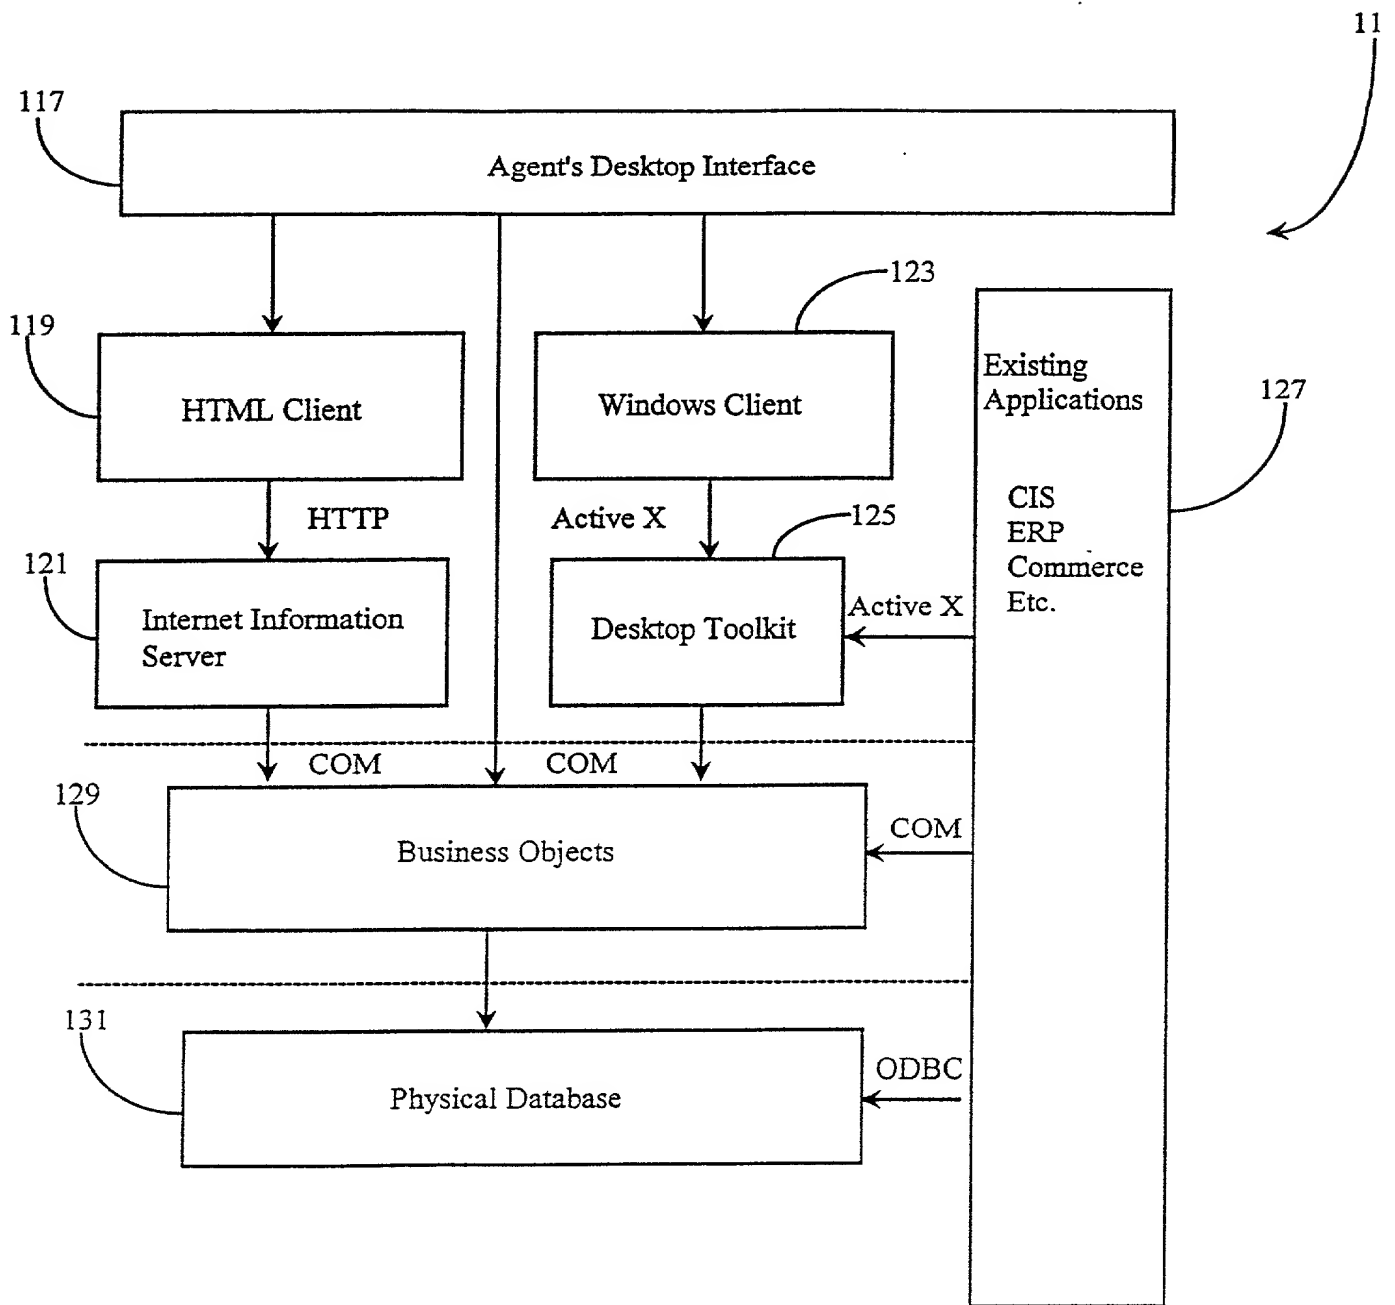 11
117
Agent's Desktop Interface
123
119
HTML Client
Windows Client
Existing
Applications
127
CIS
ERP
Commerce
Etc.
HTTP
Active X
125
121
Internet Information
Server
Desktop Toolkit
Active X
COM
COM
129
Business Objects
COM
131
Physical Database
ODBC